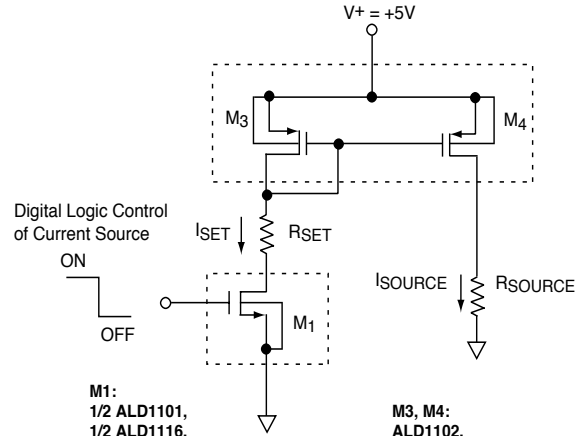 V+ = +5V
M3
M4
Digital Logic Control
of Current Source
ON
OFF
ISET
RSET
ISOURCE
RSOURCE
M1
M1:
1/2 ALD1101,
1/2 ALD1116,
M3, M4:
ALD1102,